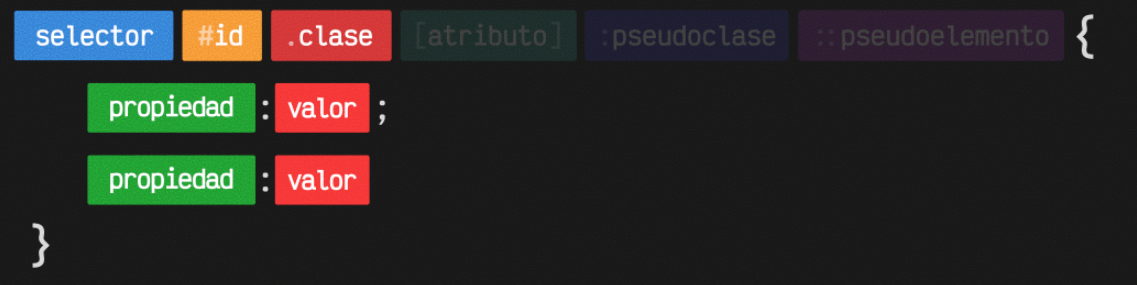 selector #id .clase [atributo] :pseudoclase ::pseudoelemento {
propiedad : valor ;
propiedad : valor
}